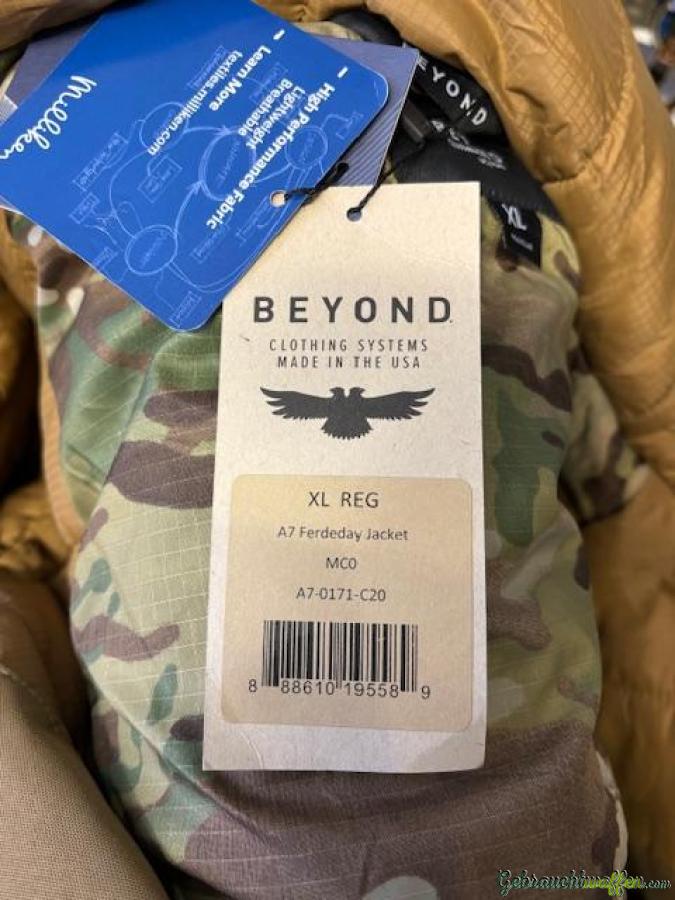 Milliken
– Learn More
textiles.milliken.com
– High Performance Fabric
Lightweight
Breathable
BEYOND
XL
BEYOND
CLOTHING SYSTEMS
MADE IN THE USA
XL REG
A7 Ferdeday Jacket
MC0
A7-0171-C20
8 88610 19558 9
Gebrauchtwaffen.com